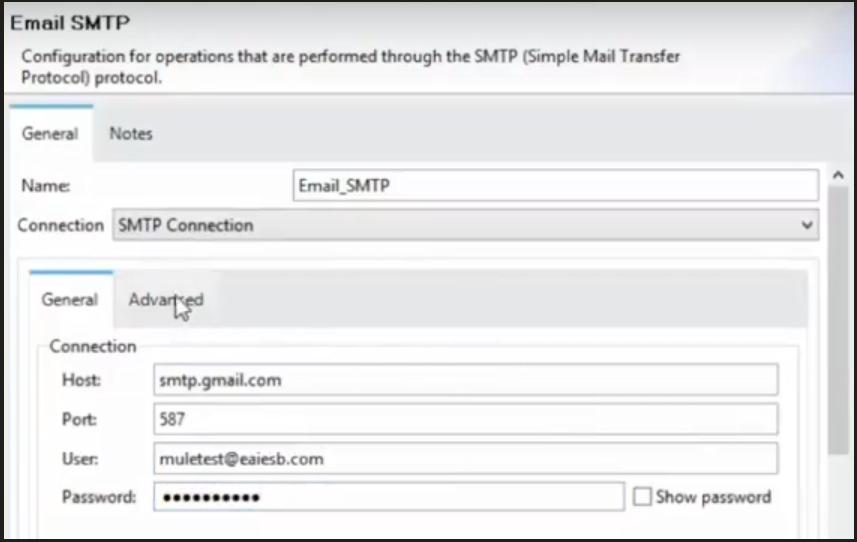 Email SMTP
Configuration for operations that are performed through the SMTP (Simple Mail Transfer
Protocol) protocol.
General Notes
Name: Email_SMTP
Connection SMTP Connection
General Advanced
Connection
Host: smtp.gmail.com
Port: 587
User: muletest@eaiesb.com
Password: ••••••••••
Show password